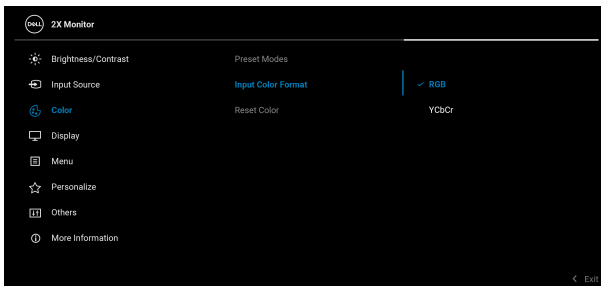 DELL 2X Monitor
Brightness/Contrast Preset Modes
Input Source Input Color Format RGB
Color Reset Color YCbCr
Display
Menu
Personalize
Others
More Information
Exit